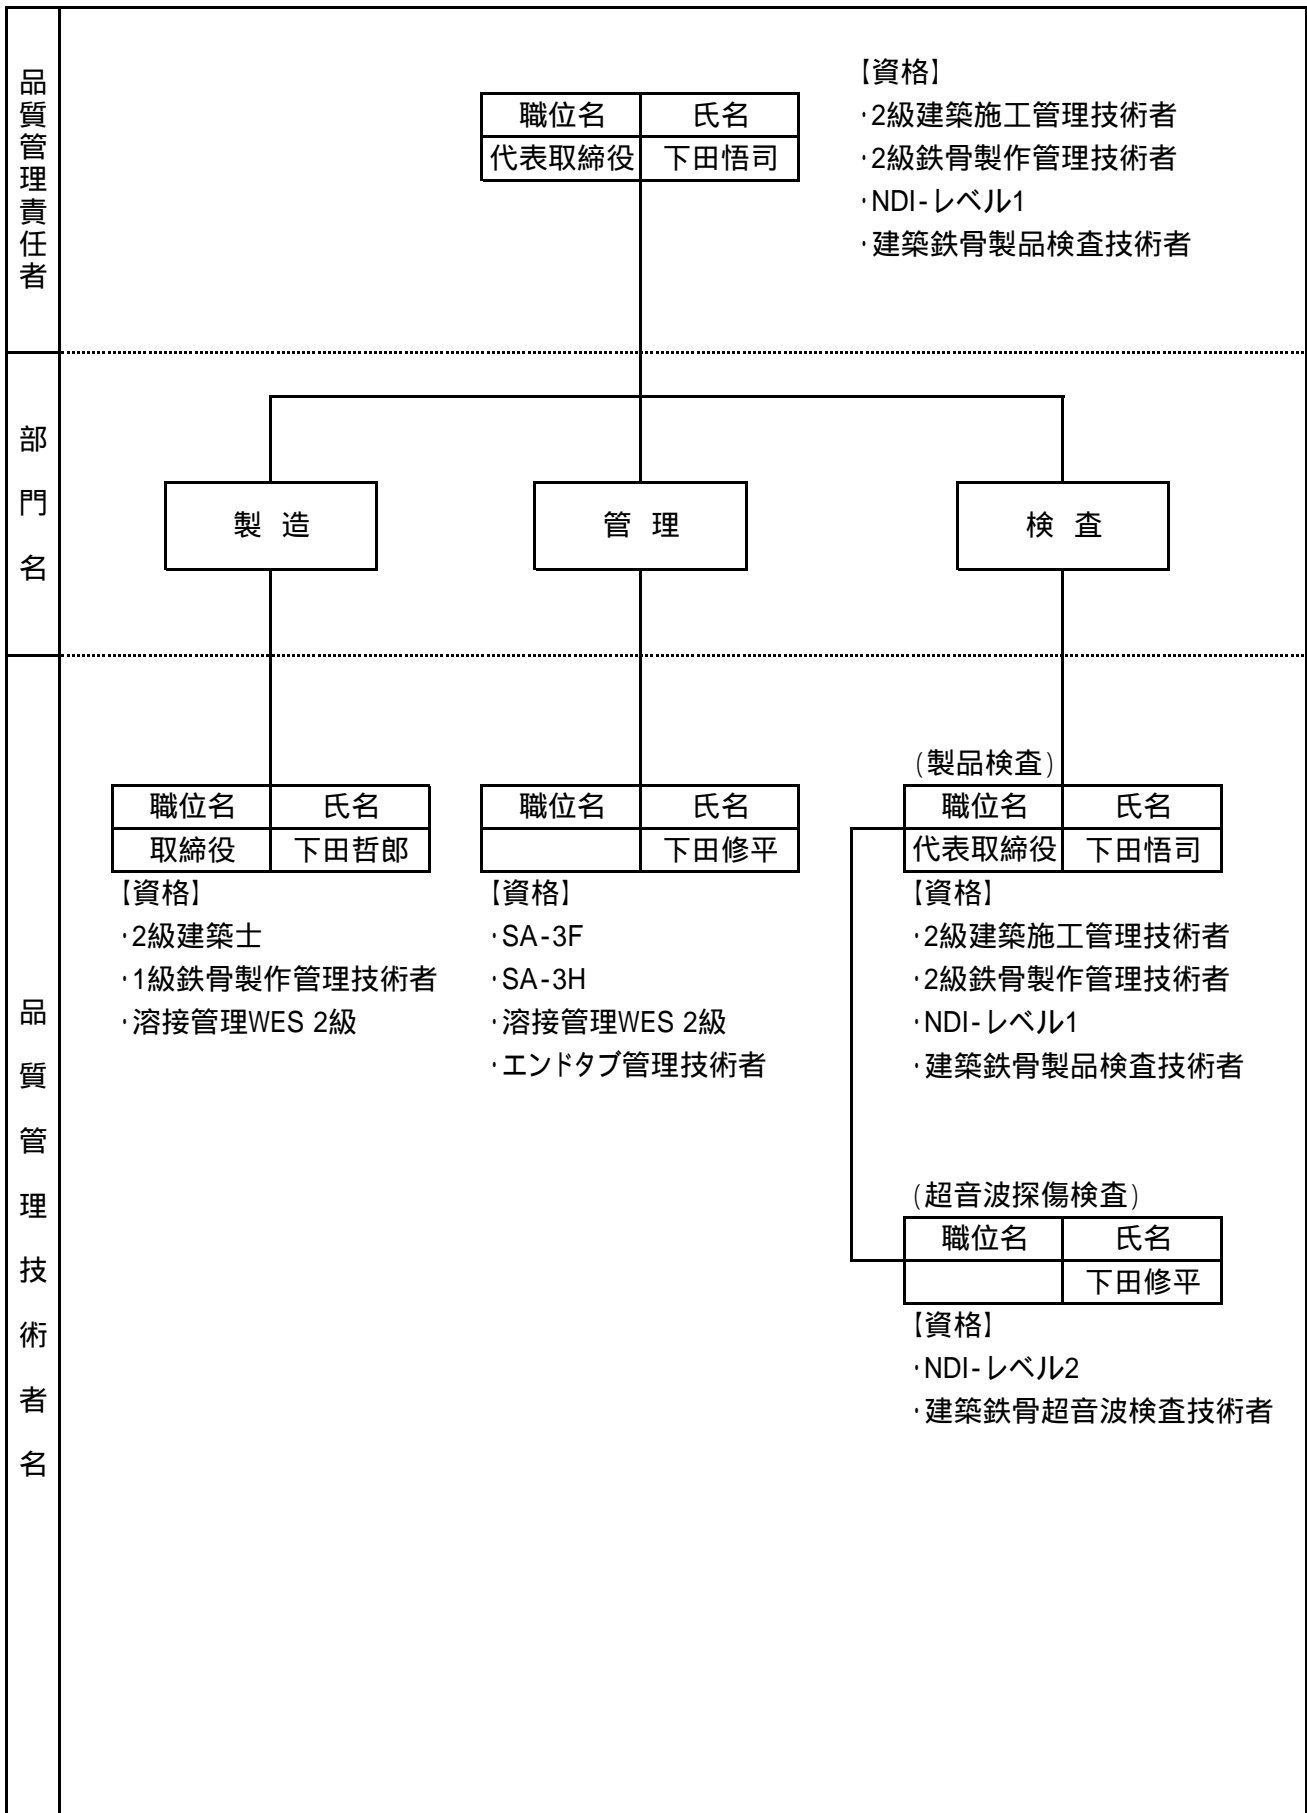 品質管理責任者
【資格】
職位名 氏名
代表取締役 下田悟司
・2級建築施工管理技術者
・2級鉄骨製作管理技術者
・NDI-レベル1
・建築鉄骨製品検査技術者
部門名
製 造
管 理
検 査
品質管理技術者名
職位名 氏名
取締役 下田哲郎
【資格】
・2級建築士
・1級鉄骨製作管理技術者
・溶接管理WES 2級
職位名 氏名
下田修平
【資格】
・SA-3F
・SA-3H
・溶接管理WES 2級
・エンドタブ管理技術者
(製品検査)
職位名 氏名
代表取締役 下田悟司
【資格】
・2級建築施工管理技術者
・2級鉄骨製作管理技術者
・NDI-レベル1
・建築鉄骨製品検査技術者
(超音波探傷検査)
職位名 氏名
下田修平
【資格】
・NDI-レベル2
・建築鉄骨超音波検査技術者